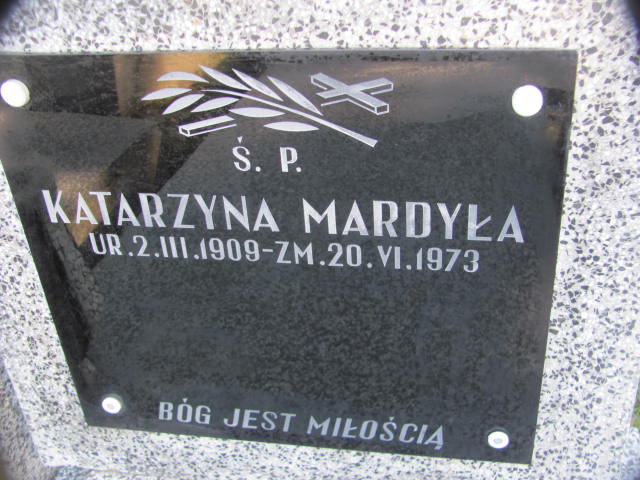 Ś. P.
KATARZYNA MARDYŁA
UR.2.III.1909-ZM.20.VI.1973
BÓG JEST MIŁOŚCIĄ